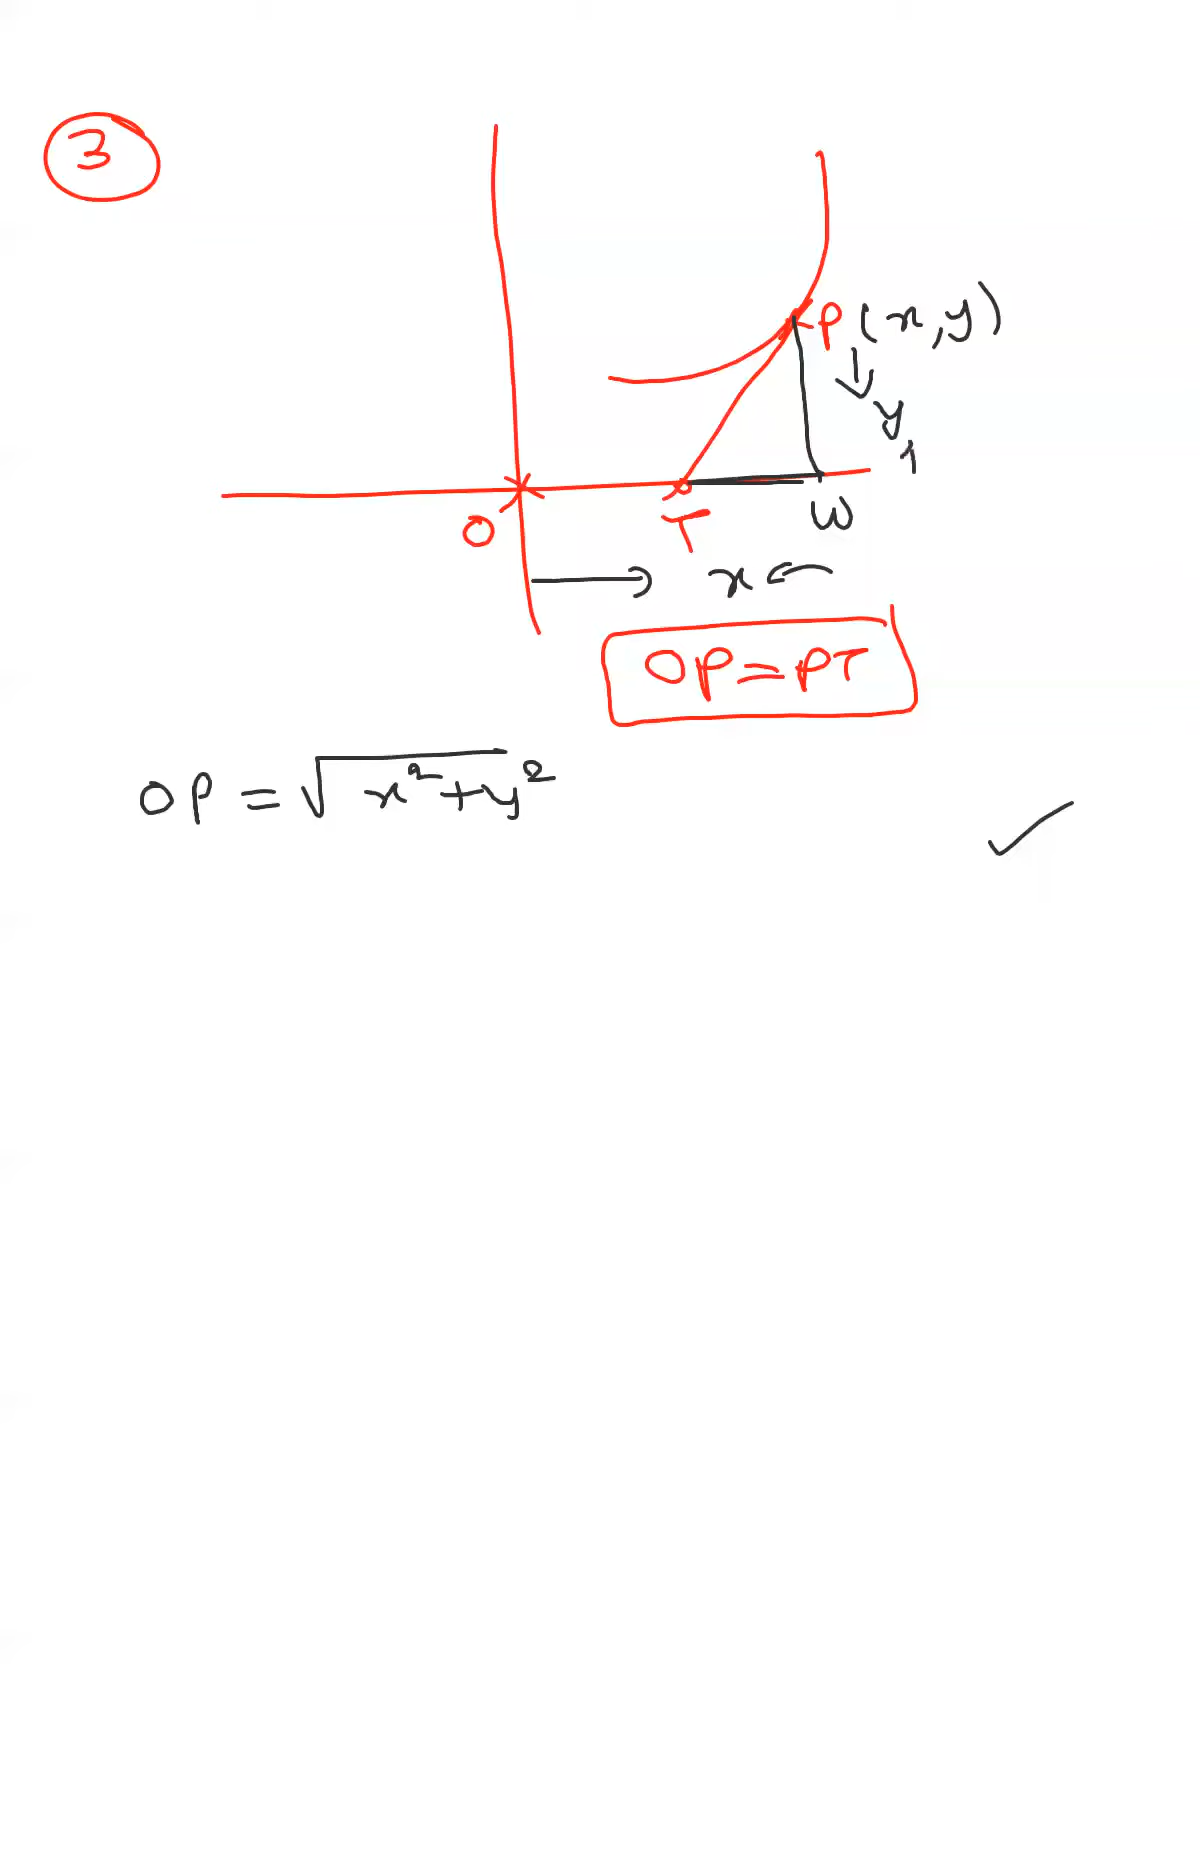 3
P (x, y)
y
O
T
W
x
OP = PT
OP = √x²+y²